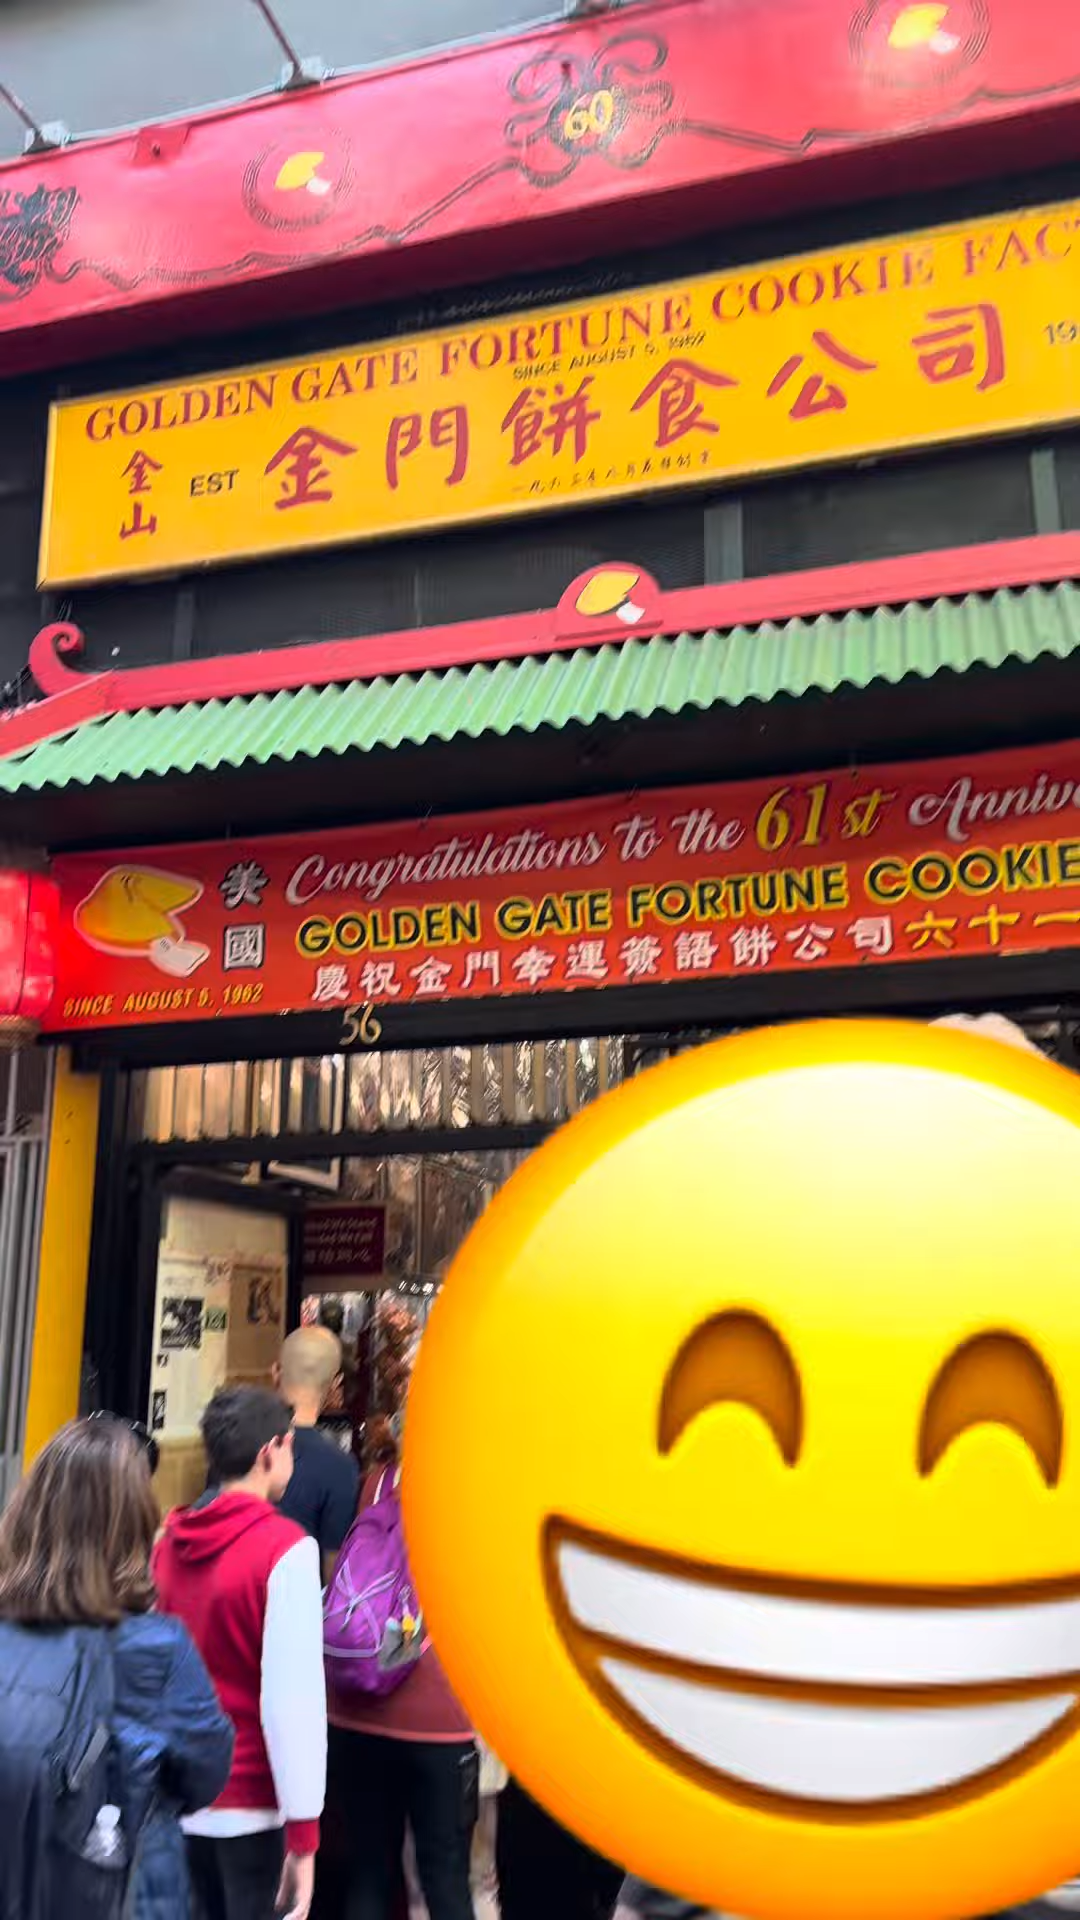 60
GOLDEN GATE FORTUNE COOKIE FAC
SINCE AUGUST 5, 1962
金山
EST
金門餅食公司
19
Congratulations to the 61st Anniv
美國
GOLDEN GATE FORTUNE COOKIE
慶祝金門幸運簽語餅公司六十一
SINCE AUGUST 5, 1962
56